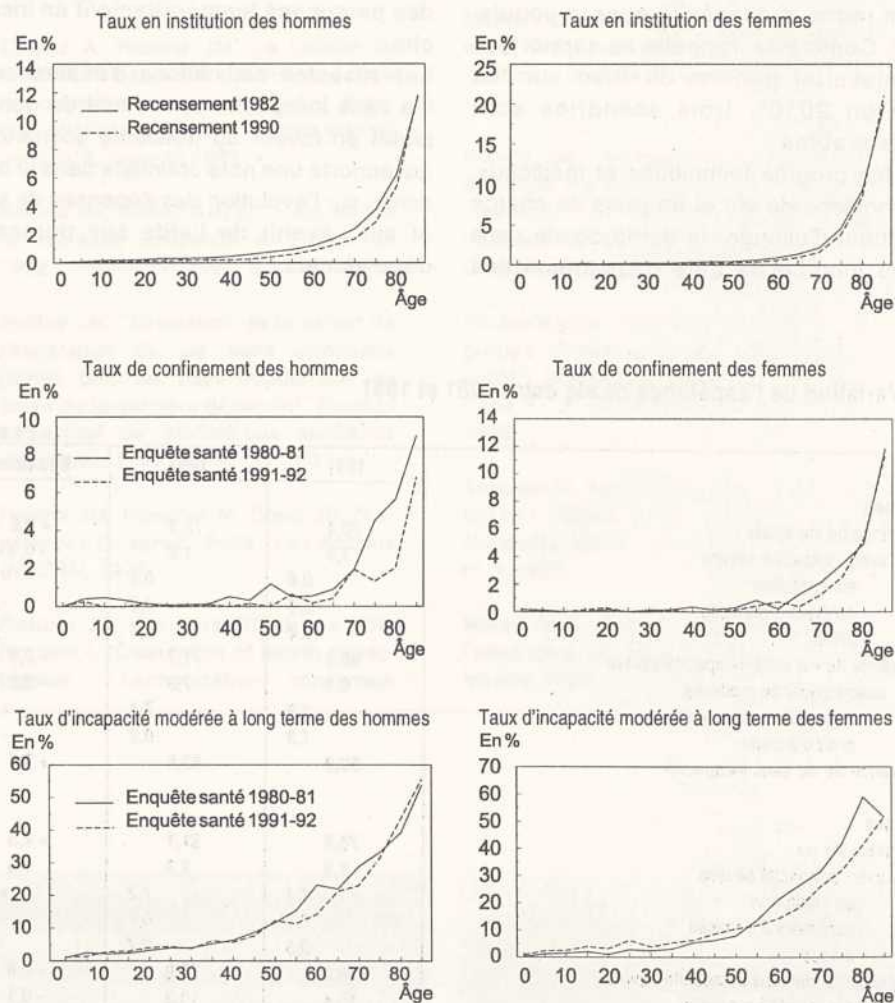 Taux en institution des hommes
En %
14
12
10
8
6
4
2
0
Recensement 1982
Recensement 1990
0 10 20 30 40 50 60 70 80
Âge
Taux en institution des femmes
En %
25
20
15
10
5
0
0 10 20 30 40 50 60 70 80
Âge
Taux de confinement des hommes
En %
10
8
6
4
2
0
Enquête santé 1980-81
Enquête santé 1991-92
0 10 20 30 40 50 60 70 80
Âge
Taux de confinement des femmes
En %
14
12
10
8
6
4
2
0
0 10 20 30 40 50 60 70 80
Âge
Taux d'incapacité modérée à long terme des hommes
En %
60
50
40
30
20
10
0
Enquête santé 1980-81
Enquête santé 1991-92
0 10 20 30 40 50 60 70 80
Âge
Taux d'incapacité modérée à long terme des femmes
En %
70
60
50
40
30
20
10
0
0 10 20 30 40 50 60 70 80
Âge